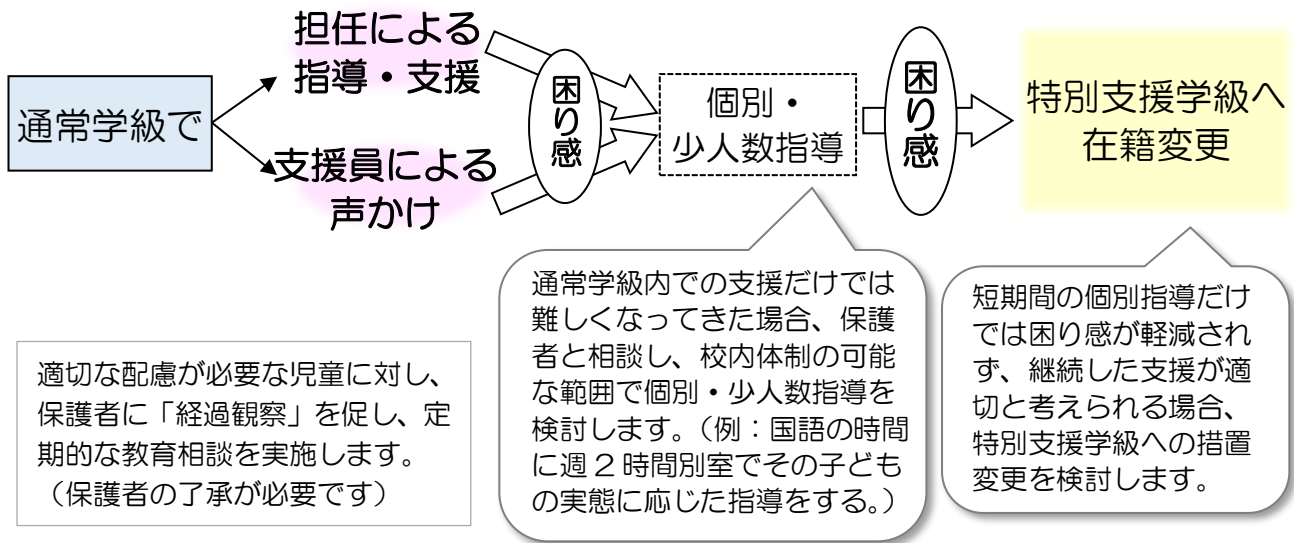 通常学級で
担任による
指導・支援
支援員による
声かけ
困り感
個別・
少人数指導
困り感
特別支援学級へ
在籍変更
適切な配慮が必要な児童に対し、
保護者に「経過観察」を促し、定
期的な教育相談を実施します。
（保護者の了承が必要です）
通常学級内での支援だけでは
難しくなってきた場合、保護
者と相談し、校内体制の可能
な範囲で個別・少人数指導を
検討します。（例：国語の時間
に週２時間別室でその子ども
の実態に応じた指導をする。）
短期間の個別指導だけ
では困り感が軽減され
ず、継続した支援が適
切と考えられる場合、
特別支援学級への措置
変更を検討します。